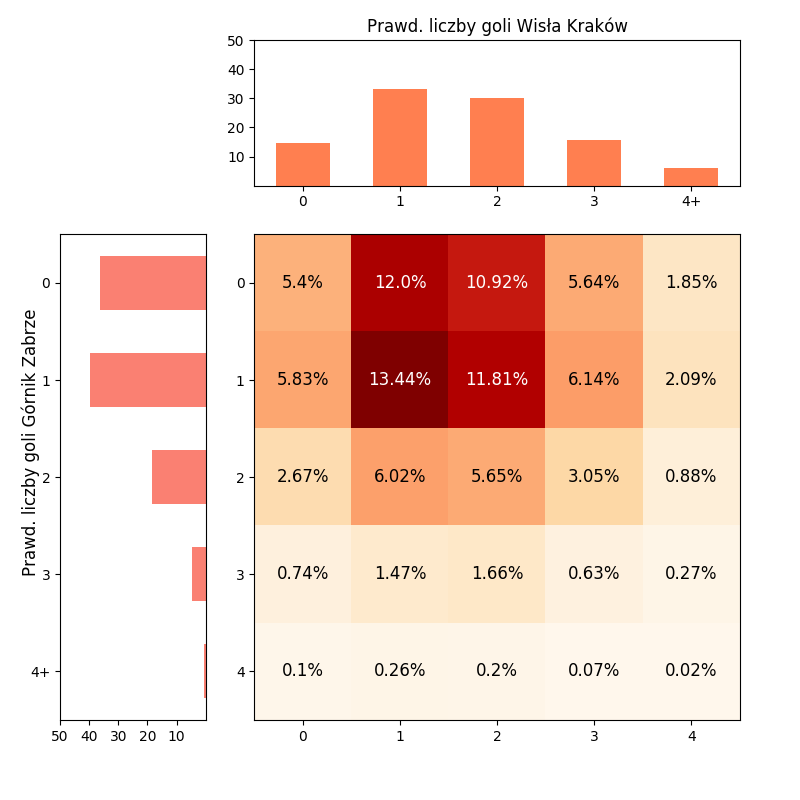 Prawd. liczby goli Wisła Kraków
50
40
30
20
10
0 1 2 3 4+
Prawd. liczby goli Górnik Zabrze
0
1
2
3
4+
50 40 30 20 10
0 5.4% 12.0% 10.92% 5.64% 1.85%
1 5.83% 13.44% 11.81% 6.14% 2.09%
2 2.67% 6.02% 5.65% 3.05% 0.88%
3 0.74% 1.47% 1.66% 0.63% 0.27%
4 0.1% 0.26% 0.2% 0.07% 0.02%
0 1 2 3 4